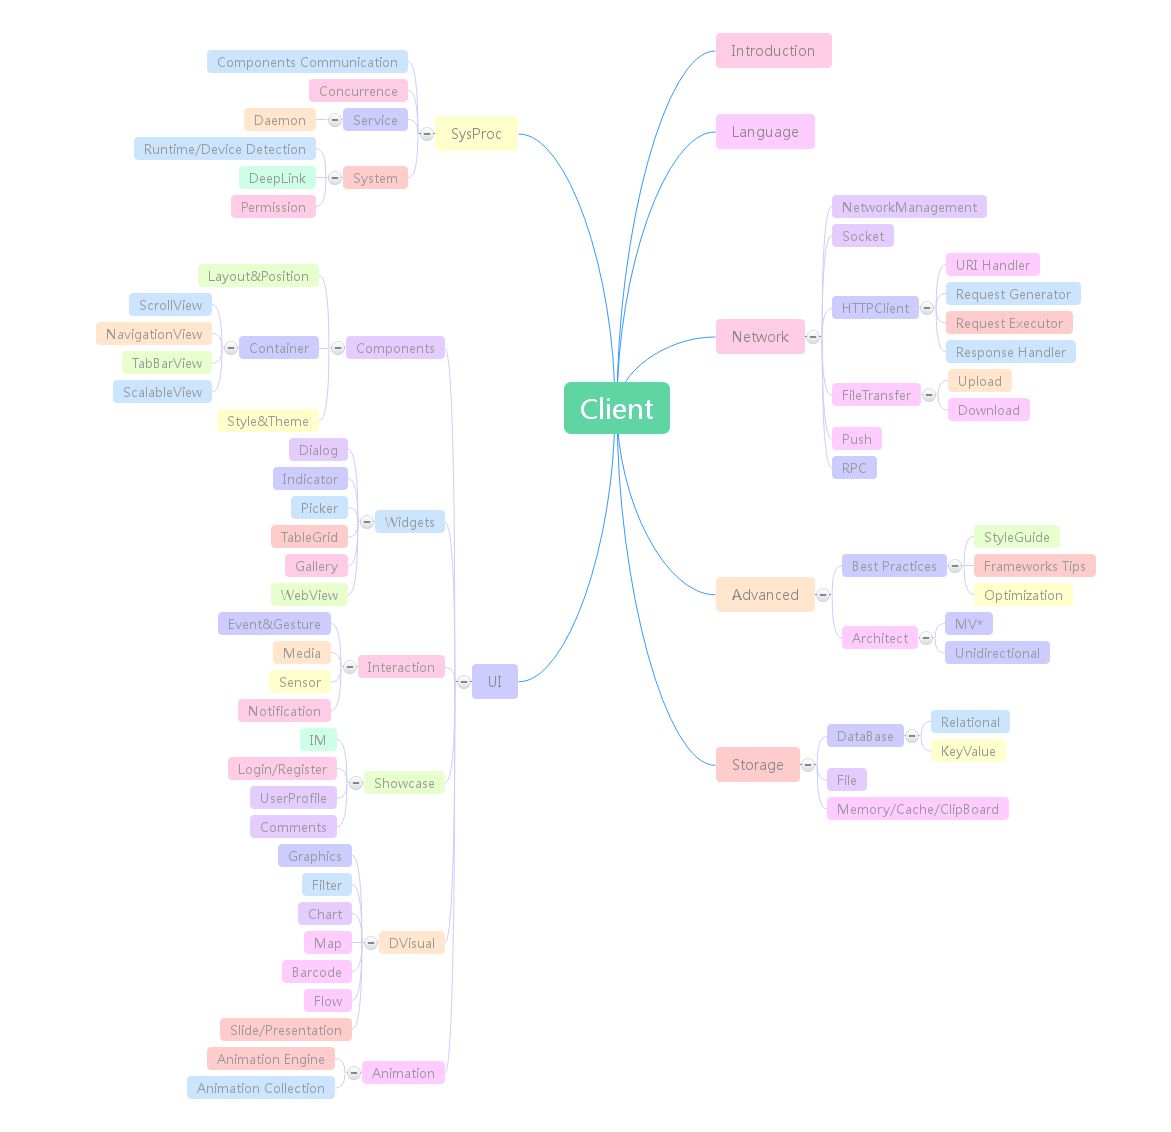 Client
Introduction
Language
Network
NetworkManagement
Socket
HTTPClient
URI Handler
Request Generator
Request Executor
Response Handler
FileTransfer
Upload
Download
Push
RPC
Advanced
Best Practices
StyleGuide
Frameworks Tips
Optimization
Architect
MV*
Unidirectional
Storage
DataBase
Relational
KeyValue
File
Memory/Cache/ClipBoard
SysProc
Components Communication
Concurrence
Service
Daemon
System
Runtime/Device Detection
DeepLink
Permission
UI
Components
Layout&Position
Container
ScrollView
NavigationView
TabBarView
ScalableView
Style&Theme
Widgets
Dialog
Indicator
Picker
TableGrid
Gallery
WebView
Interaction
Event&Gesture
Media
Sensor
Notification
Showcase
IM
Login/Register
UserProfile
Comments
DVisual
Graphics
Filter
Chart
Map
Barcode
Flow
Slide/Presentation
Animation
Animation Engine
Animation Collection